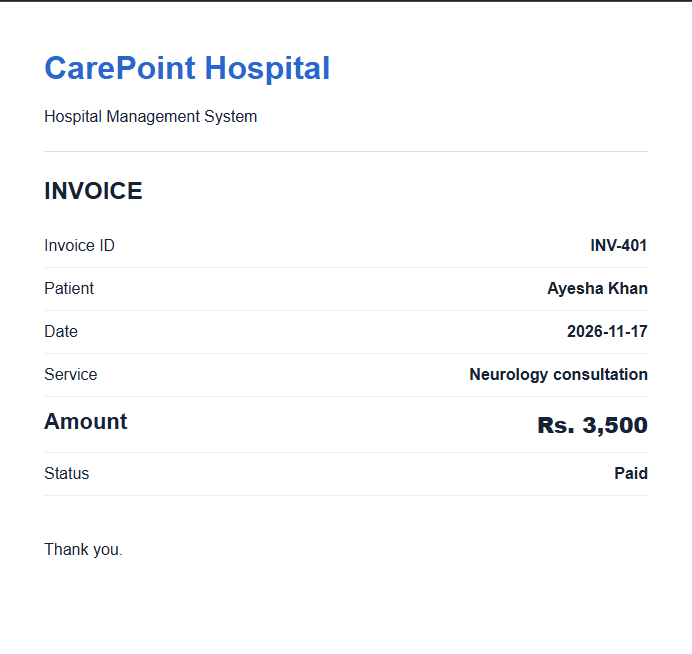 CarePoint Hospital
Hospital Management System
INVOICE
Invoice ID INV-401
Patient Ayesha Khan
Date 2026-11-17
Service Neurology consultation
Amount Rs. 3,500
Status Paid
Thank you.